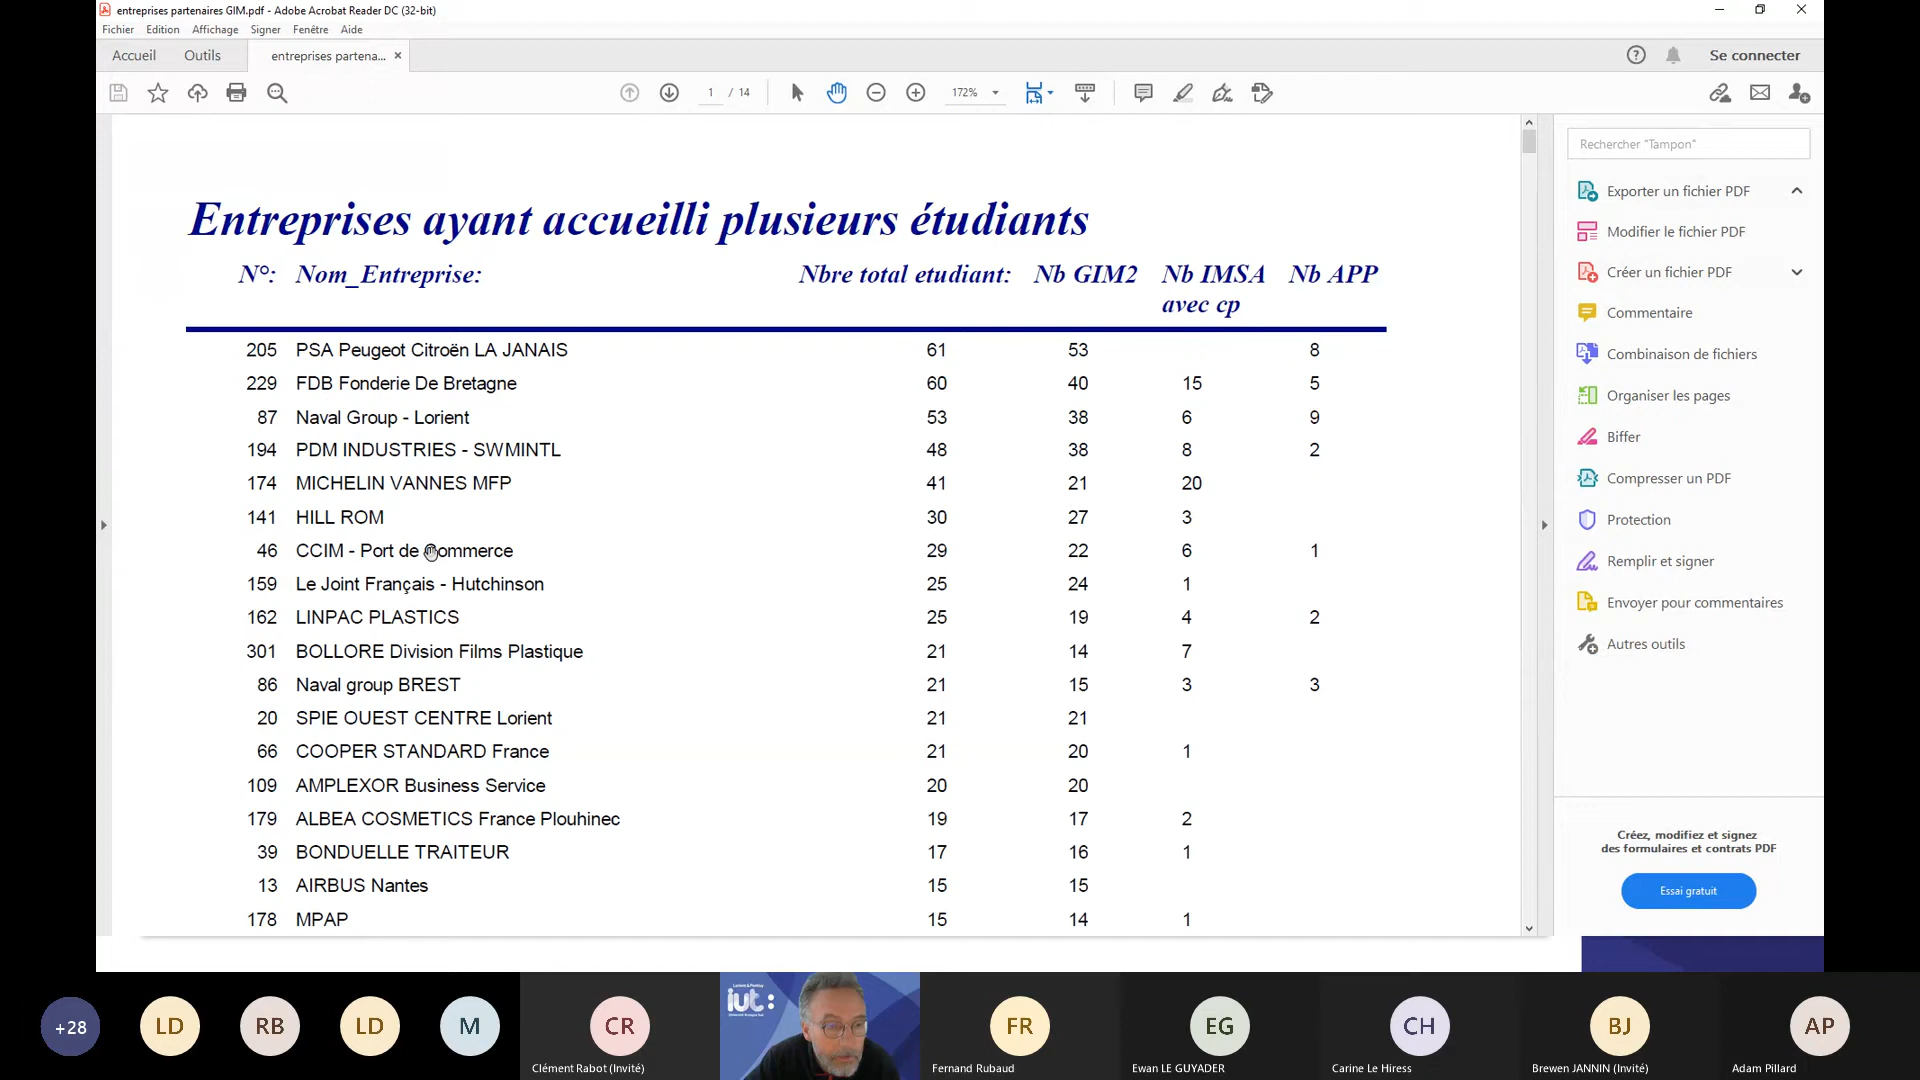 entreprises partenaires GIM.pdf - Adobe Acrobat Reader DC (32-bit)
Fichier Edition Affichage Signer Fenêtre Aide
Accueil Outils entreprises partena... × Se connecter
1 / 14 172%
Rechercher "Tampon"
Exporter un fichier PDF
Modifier le fichier PDF
Créer un fichier PDF
Commentaire
Combinaison de fichiers
Organiser les pages
Biffer
Compresser un PDF
Protection
Remplir et signer
Envoyer pour commentaires
Autres outils
Créez, modifiez et signez
des formulaires et contrats PDF
Essai gratuit
Entreprises ayant accueilli plusieurs étudiants
N°: Nom_Entreprise: Nbre total etudiant: Nb GIM2 Nb IMSA Nb APP
avec cp
205 PSA Peugeot Citroën LA JANAIS 61 53 8
229 FDB Fonderie De Bretagne 60 40 15 5
87 Naval Group - Lorient 53 38 6 9
194 PDM INDUSTRIES - SWMINTL 48 38 8 2
174 MICHELIN VANNES MFP 41 21 20
141 HILL ROM 30 27 3
46 CCIM - Port de Commerce 29 22 6 1
159 Le Joint Français - Hutchinson 25 24 1
162 LINPAC PLASTICS 25 19 4 2
301 BOLLORE Division Films Plastique 21 14 7
86 Naval group BREST 21 15 3 3
20 SPIE OUEST CENTRE Lorient 21 21
66 COOPER STANDARD France 21 20 1
109 AMPLEXOR Business Service 20 20
179 ALBEA COSMETICS France Plouhinec 19 17 2
39 BONDUELLE TRAITEUR 17 16 1
13 AIRBUS Nantes 15 15
178 MPAP 15 14 1
+28 LD RB LD M CR FR EG CH BJ AP
iut:
Clément Rabot (Invité) Fernand Rubaud Ewan LE GUYADER Carine Le Hiress Brewen JANNIN (Invité) Adam Pillard